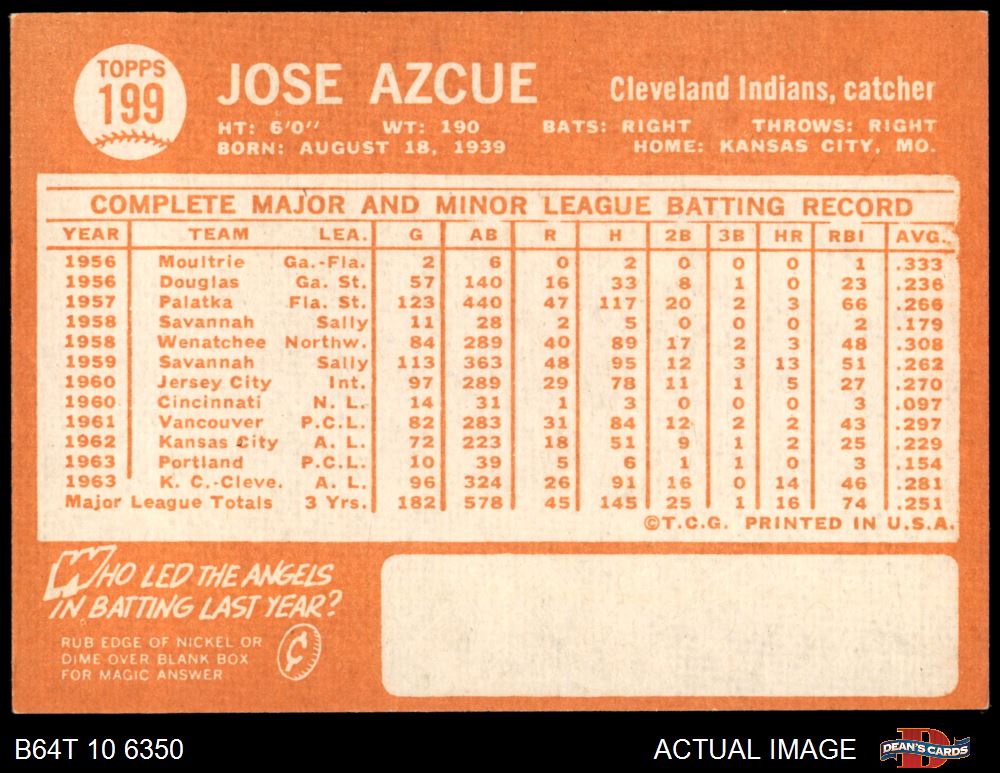 TOPPS
199
JOSE AZCUE
Cleveland Indians, catcher
HT: 6'0" WT: 190 BATS: RIGHT THROWS: RIGHT
BORN: AUGUST 18, 1939 HOME: KANSAS CITY, MO.
COMPLETE MAJOR AND MINOR LEAGUE BATTING RECORD
YEAR TEAM LEA. G AB R H 2B 3B HR RBI AVG.
1956 Moultrie Ga.-Fla. 2 6 0 2 0 0 0 1 .333
1956 Douglas Ga. St. 57 140 16 33 8 1 0 23 .236
1957 Palatka Fla. St. 123 440 47 117 20 2 3 66 .266
1958 Savannah Sally 11 28 2 5 0 0 0 2 .179
1958 Wenatchee Northw. 84 289 40 89 17 2 3 48 .308
1959 Savannah Sally 113 363 48 95 12 3 13 51 .262
1960 Jersey City Int. 97 289 29 78 11 1 5 27 .270
1960 Cincinnati N. L. 14 31 1 3 0 0 0 3 .097
1961 Vancouver P.C.L. 82 283 31 84 12 2 2 43 .297
1962 Kansas City A. L. 72 223 18 51 9 1 2 25 .229
1963 Portland P.C.L. 10 39 5 6 1 1 0 3 .154
1963 K. C.-Cleve. A. L. 96 324 26 91 16 0 14 46 .281
Major League Totals 3 Yrs. 182 578 45 145 25 1 16 74 .251
©T.C.G. PRINTED IN U.S.A.
WHO LED THE ANGELS
IN BATTING LAST YEAR?
RUB EDGE OF NICKEL OR
DIME OVER BLANK BOX
FOR MAGIC ANSWER
¢
B64T 10 6350
ACTUAL IMAGE
DEAN'S CARDS